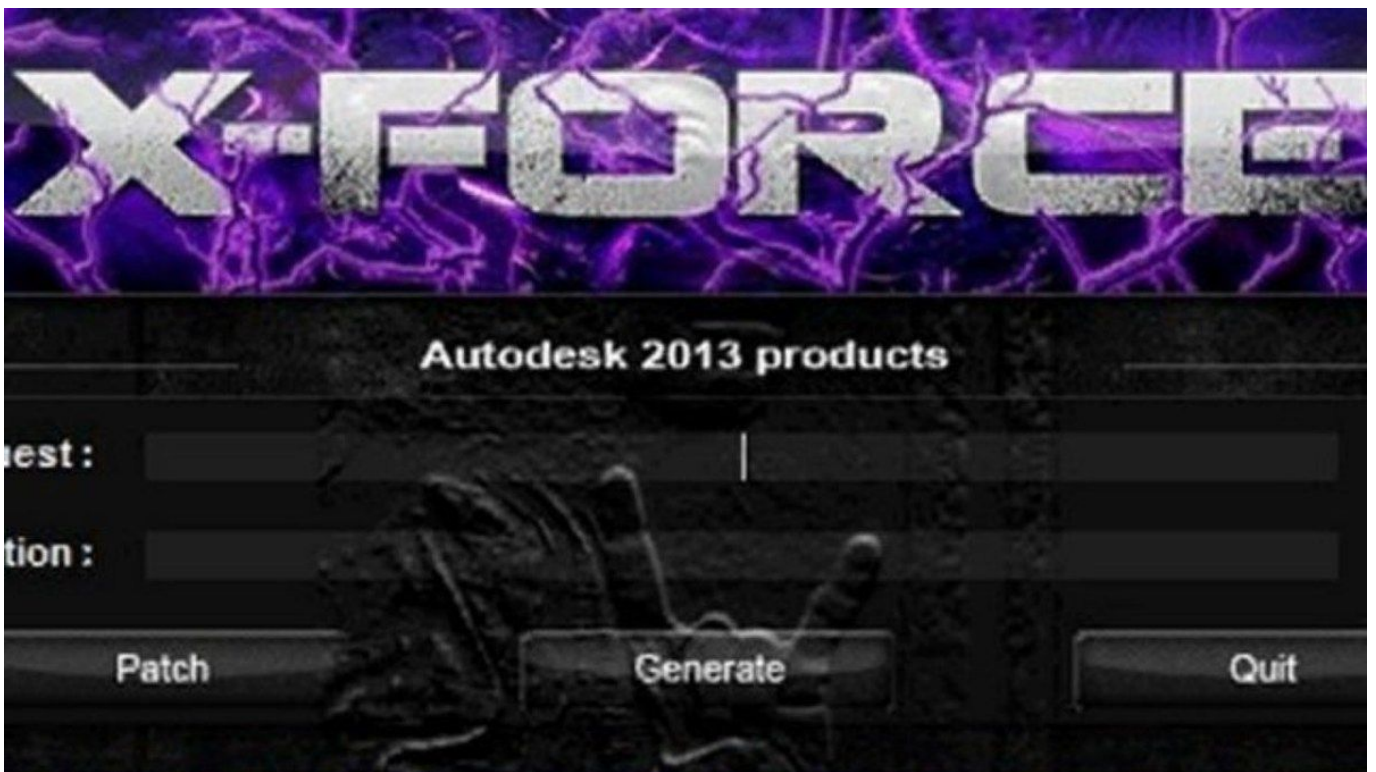 X-FORCE
Autodesk 2013 products
uest :
tion :
Patch Generate Quit